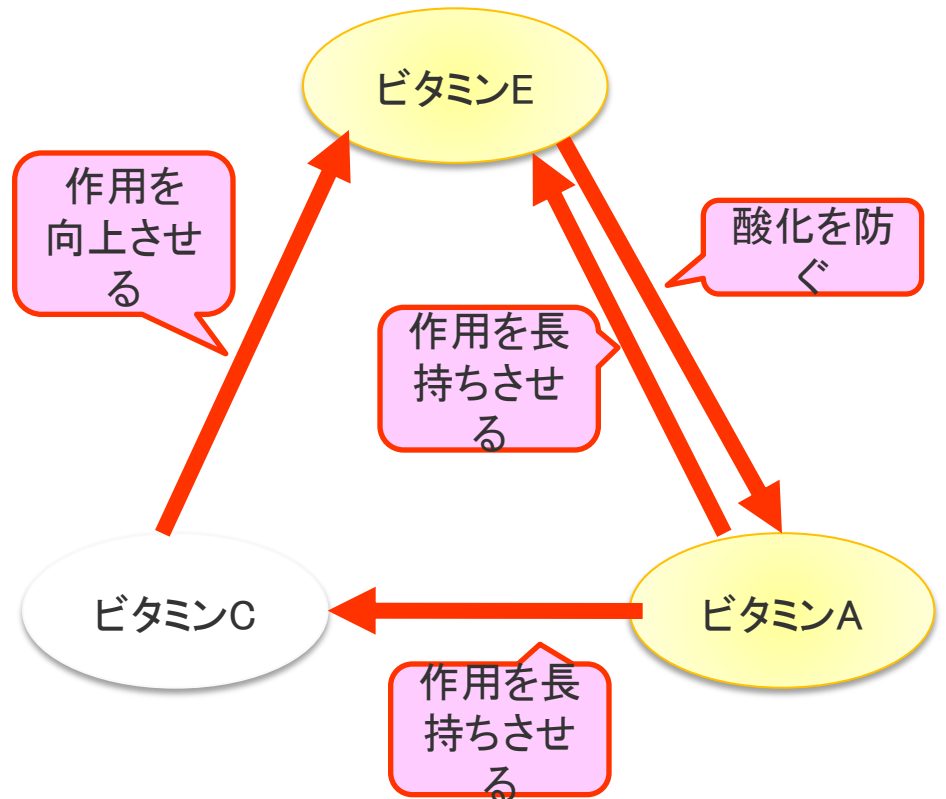 ビタミンE
作用を
向上させ
る
酸化を防
ぐ
作用を長
持ちさせ
る
ビタミンC
ビタミンA
作用を長
持ちさせ
る